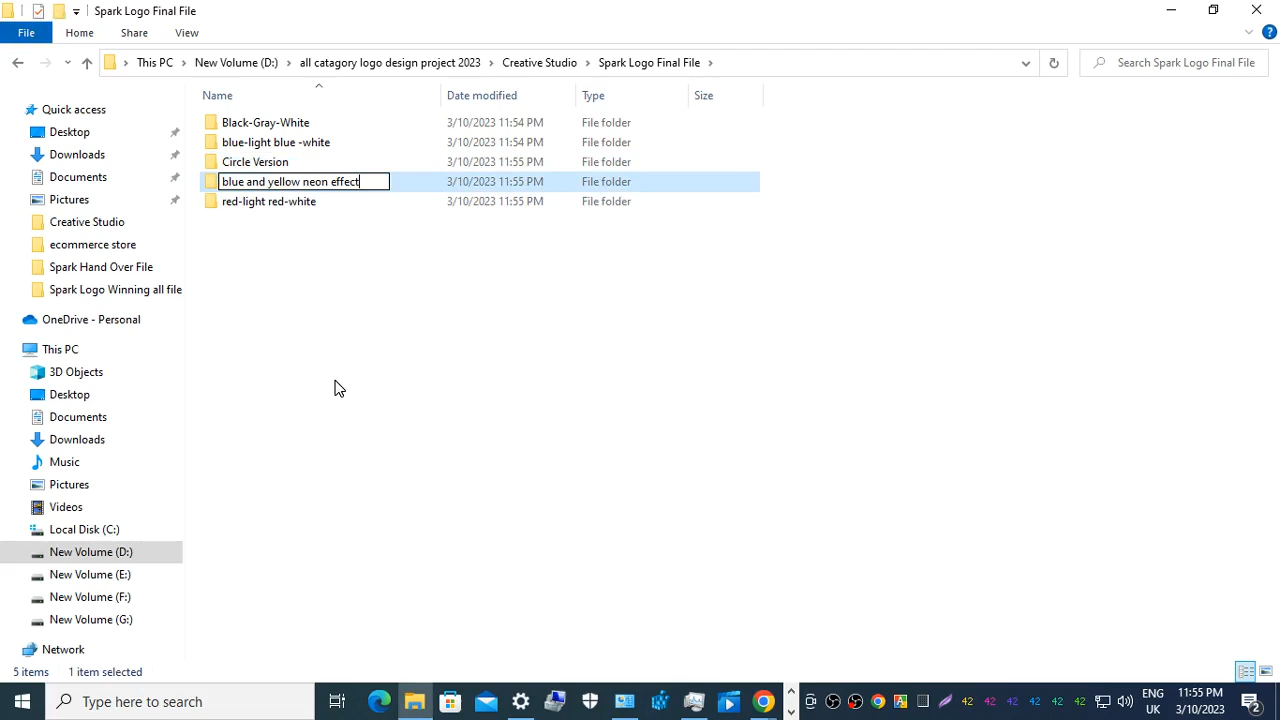 Spark Logo Final File
File Home Share View
This PC New Volume (D:) all catagory logo design project 2023 Creative Studio Spark Logo Final File Search Spark Logo Final File
Name Date modified Type Size
Black-Gray-White 3/10/2023 11:54 PM File folder
blue-light blue -white 3/10/2023 11:54 PM File folder
Circle Version 3/10/2023 11:55 PM File folder
blue and yellow neon effect 3/10/2023 11:55 PM File folder
red-light red-white 3/10/2023 11:55 PM File folder
Quick access
Desktop
Downloads
Documents
Pictures
Creative Studio
ecommerce store
Spark Hand Over File
Spark Logo Winning all file
OneDrive - Personal
This PC
3D Objects
Desktop
Documents
Downloads
Music
Pictures
Videos
Local Disk (C:)
New Volume (D:)
New Volume (E:)
New Volume (F:)
New Volume (G:)
Network
5 items 1 item selected
Type here to search
42 42 42 42 42 42
ENG
UK
11:55 PM
3/10/2023
2